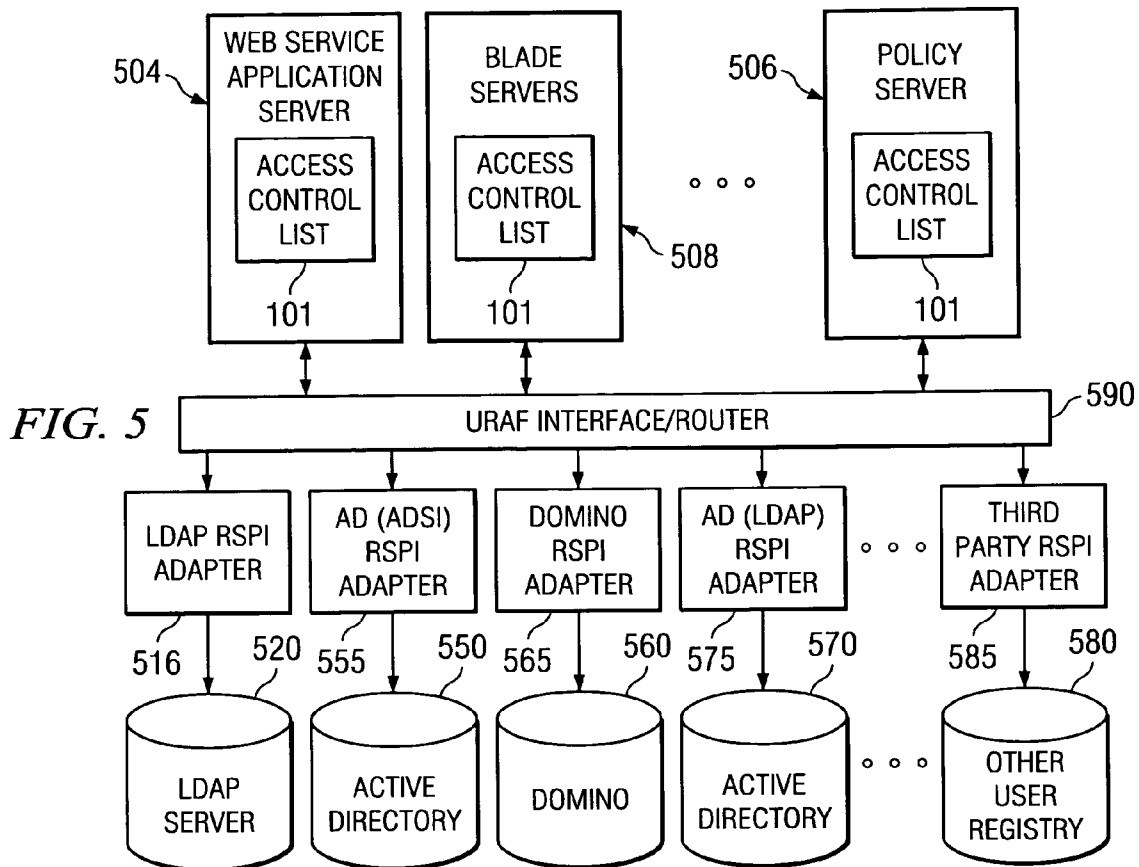 504
WEB SERVICE
APPLICATION
SERVER
ACCESS
CONTROL
LIST
101
BLADE
SERVERS
ACCESS
CONTROL
LIST
101
508
506
POLICY
SERVER
ACCESS
CONTROL
LIST
101
FIG. 5
URAF INTERFACE/ROUTER
590
LDAP RSPI
ADAPTER
516
AD (ADSI)
RSPI
ADAPTER
555
DOMINO
RSPI
ADAPTER
565
AD (LDAP)
RSPI
ADAPTER
575
THIRD
PARTY RSPI
ADAPTER
585
520
LDAP
SERVER
550
ACTIVE
DIRECTORY
560
DOMINO
570
ACTIVE
DIRECTORY
580
OTHER
USER
REGISTRY